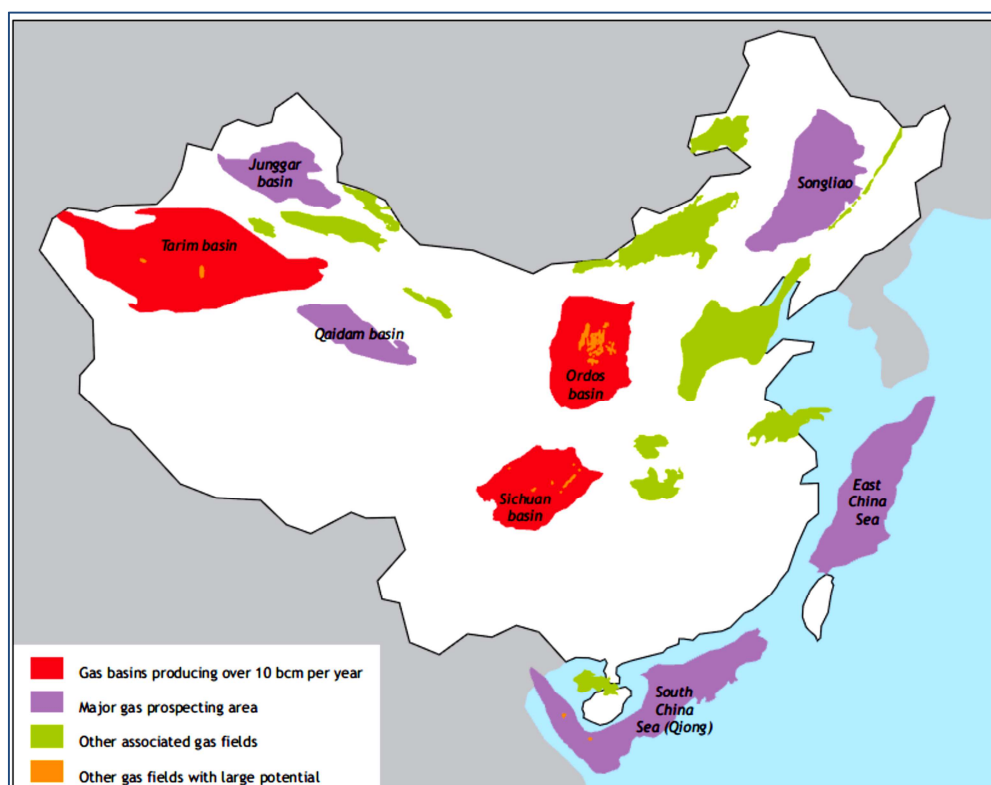 Junggar
basin
Songliao
Tarim basin
Qaidam basin
Ordos
basin
Sichuan
basin
East
China
Sea
South
China
Sea (Qiong)
Gas basins producing over 10 bcm per year
Major gas prospecting area
Other associated gas fields
Other gas fields with large potential